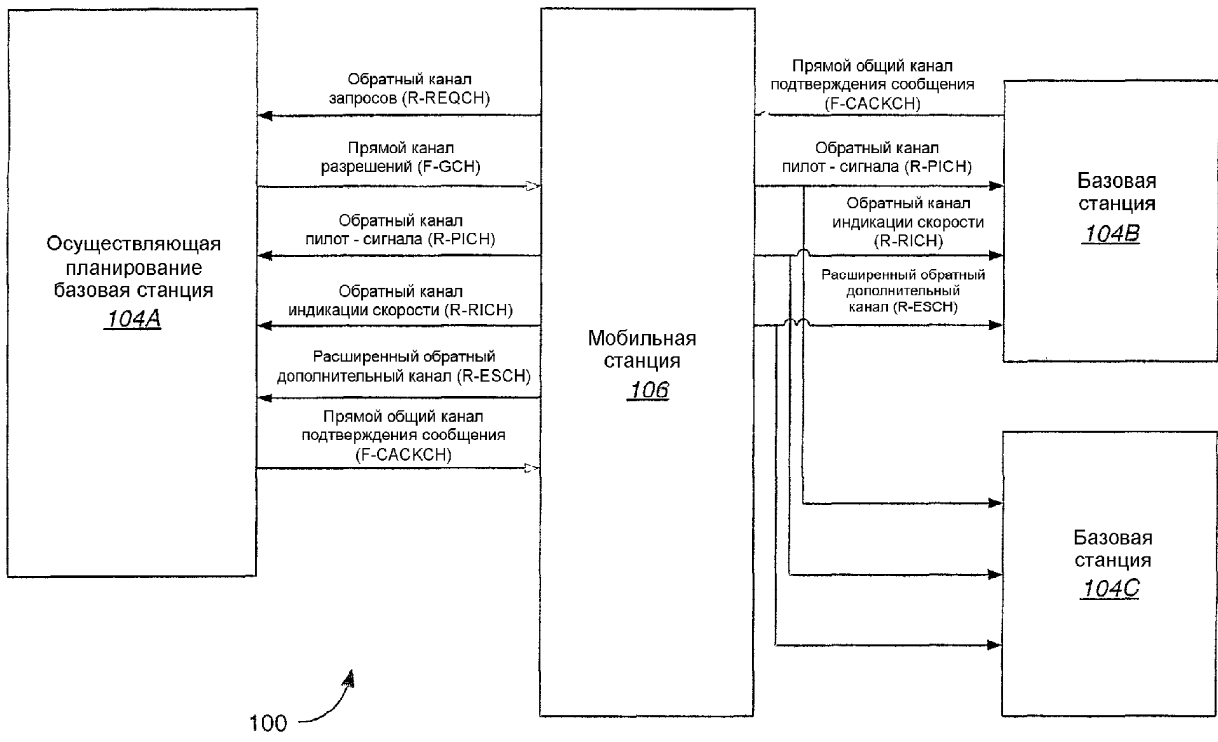 Осуществляющая
планирование
базовая станция
104A
Обратный канал
запросов (R-REQCH)
Прямой канал
разрешений (F-GCH)
Обратный канал
пилот - сигнала (R-PICH)
Обратный канал
индикации скорости (R-RICH)
Расширенный обратный
дополнительный канал (R-ESCH)
Прямой общий канал
подтверждения сообщения
(F-CACKCH)
Мобильная
станция
106
Прямой общий канал
подтверждения сообщения
(F-CACKCH)
Обратный канал
пилот - сигнала (R-PICH)
Обратный канал
индикации скорости
(R-RICH)
Расширенный обратный
дополнительный
канал (R-ESCH)
Базовая
станция
104B
Базовая
станция
104C
100